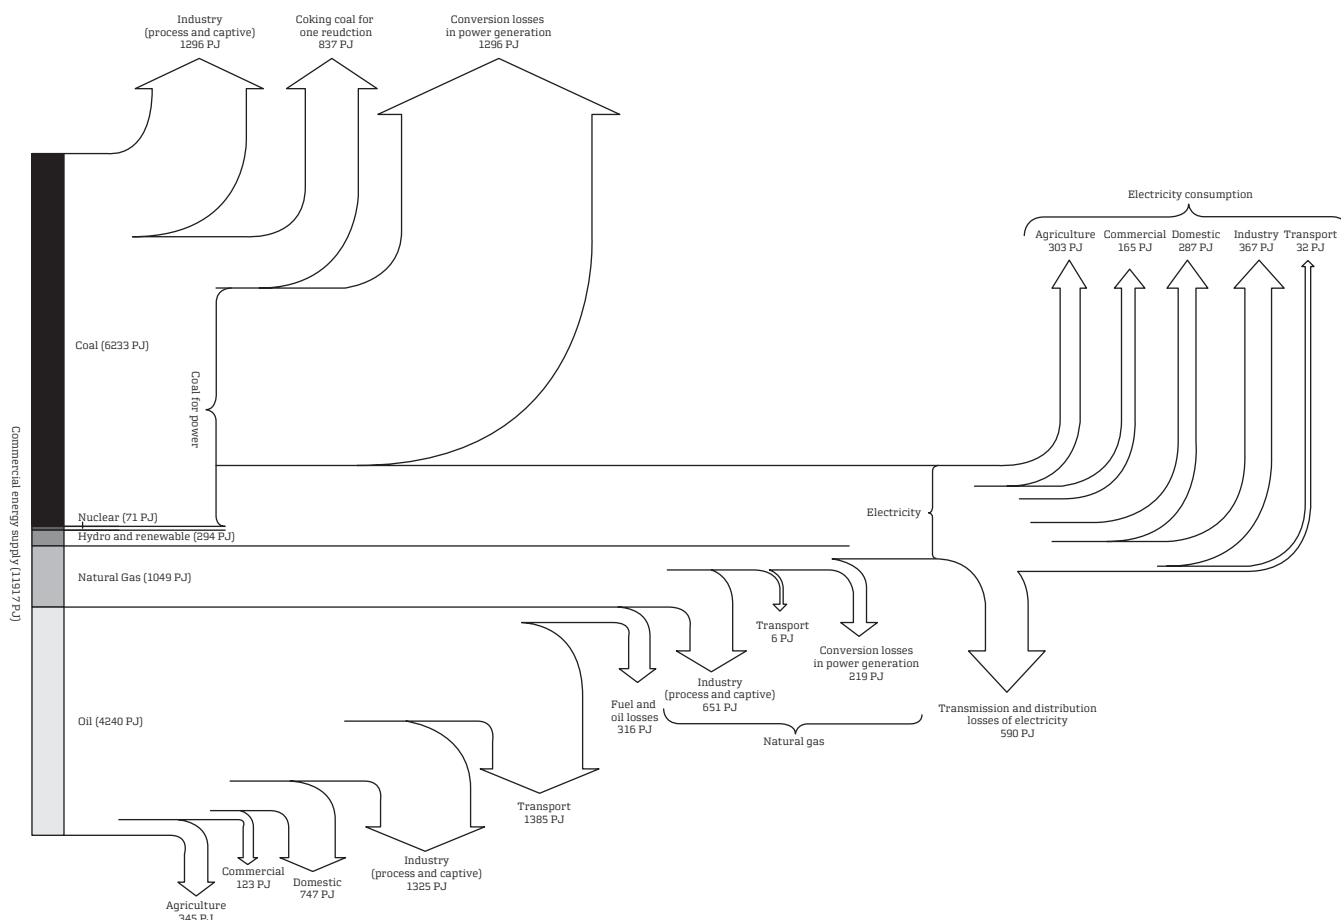 Industry
(process and captive)
1296 PJ
Coking coal for
one reudction
837 PJ
Conversion losses
in power generation
1296 PJ
Electricity consumption
Agriculture
303 PJ
Commercial
165 PJ
Domestic
287 PJ
Industry
367 PJ
Transport
32 PJ
Coal (6233 PJ)
Coal for power
Commercial energy supply (11917 PJ)
Nuclear (71 PJ)
Electricity
Hydro and renewable (294 PJ)
Natural Gas (1049 PJ)
Transport
6 PJ
Conversion losses
in power generation
219 PJ
Industry
(process and captive)
651 PJ
Fuel and
oil losses
316 PJ
Natural gas
Transmission and distribution
losses of electricity
590 PJ
Oil (4240 PJ)
Transport
1385 PJ
Industry
(process and captive)
1325 PJ
Commercial
123 PJ
Domestic
747 PJ
Agriculture
345 PJ